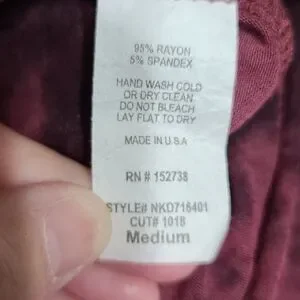 95% RAYON
5% SPANDEX
HAND WASH COLD
OR DRY CLEAN
DO NOT BLEACH
LAY FLAT TO DRY
MADE IN U.S.A
RN # 152738
STYLE# NKD716401
CUT# 1018
Medium